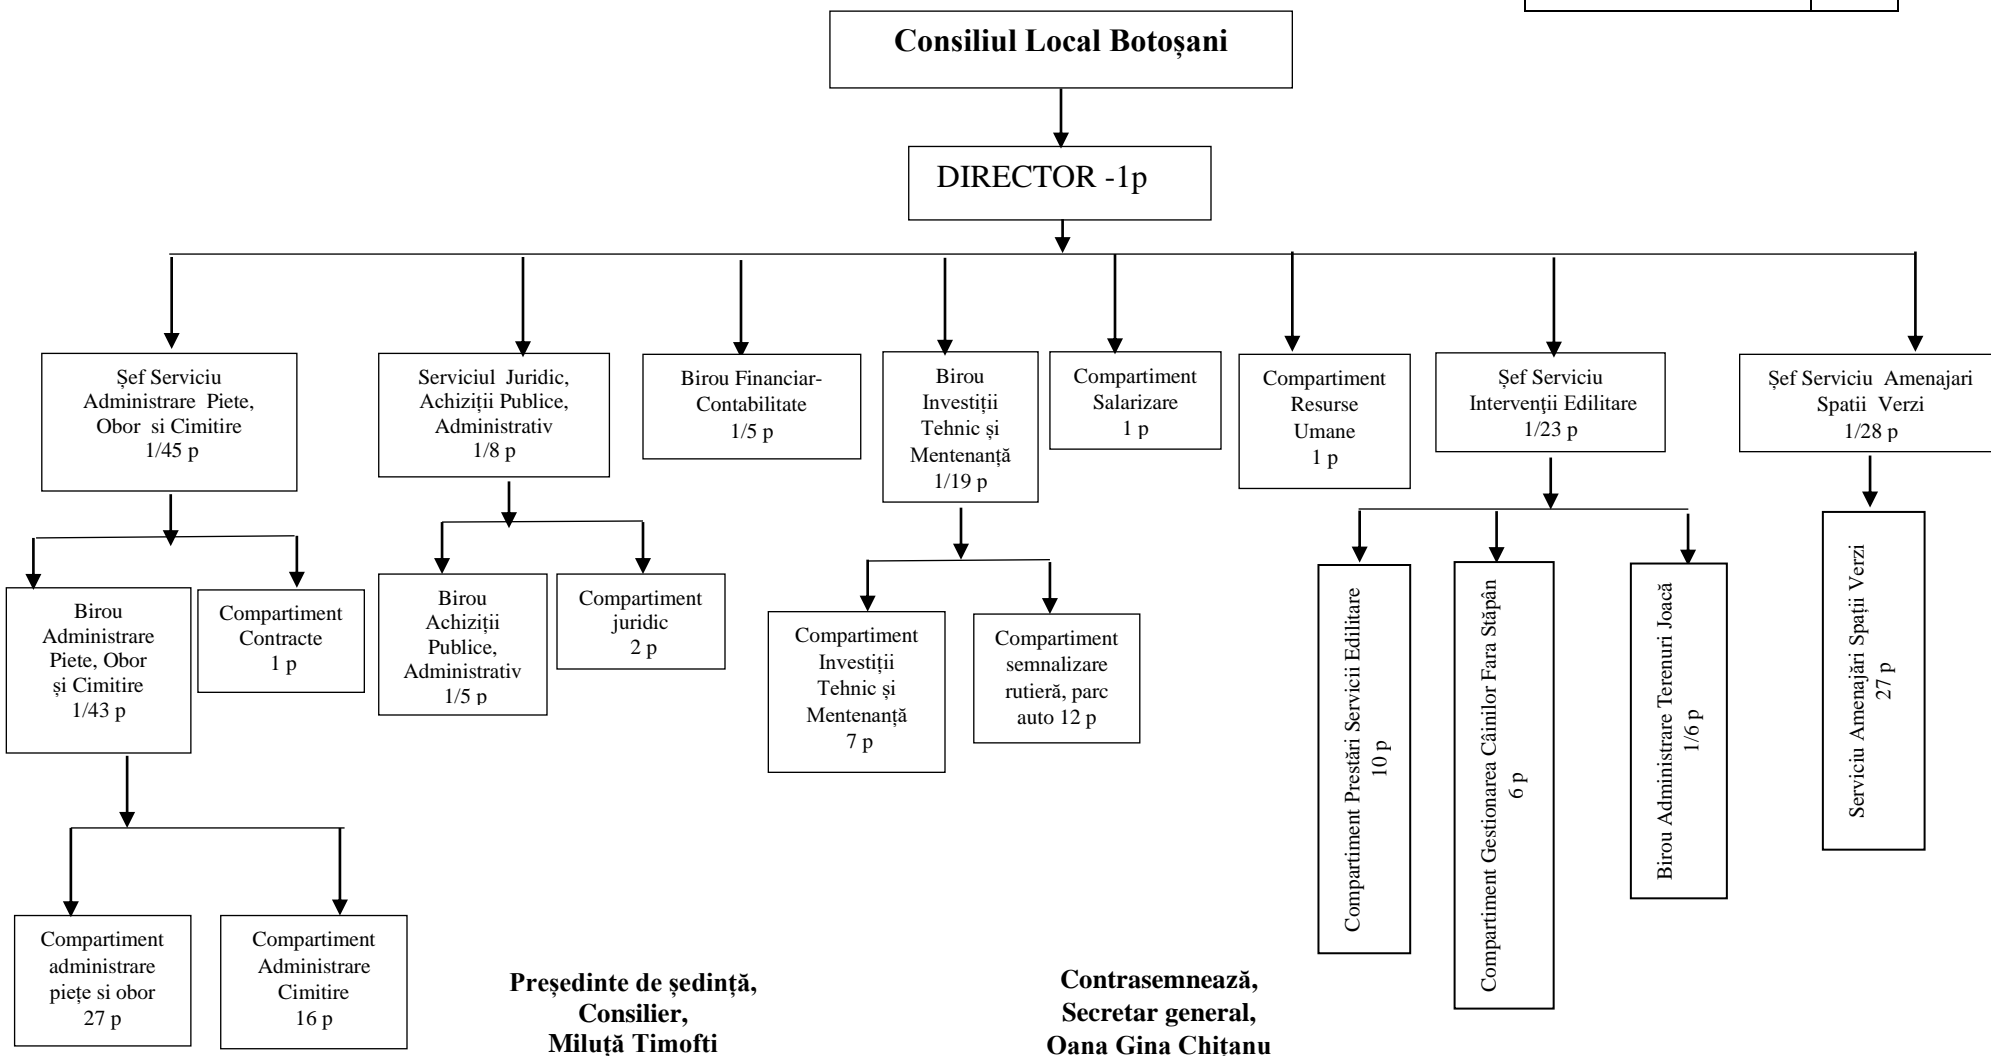 Consiliul Local Botoșani
DIRECTOR -1p
Șef Serviciu
Administrare Piete,
Obor si Cimitire
1/45 p
Serviciul Juridic,
Achiziții Publice,
Administrativ
1/8 p
Birou Financiar-
Contabilitate
1/5 p
Birou
Investiții
Tehnic și
Mentenanță
1/19 p
Compartiment
Salarizare
1 p
Compartiment
Resurse
Umane
1 p
Șef Serviciu
Intervenţii Edilitare
1/23 p
Șef Serviciu Amenajari
Spatii Verzi
1/28 p
Birou
Administrare
Piete, Obor
și Cimitire
1/43 p
Compartiment
Contracte
1 p
Birou
Achiziții
Publice,
Administrativ
1/5 p
Compartiment
juridic
2 p
Compartiment
Investiții
Tehnic și
Mentenanță
7 p
Compartiment
semnalizare
rutieră, parc
auto 12 p
Compartiment Prestări Servicii Edilitare
10 p
Compartiment Gestionarea Câinilor Fara Stăpân
6 p
Birou Administrare Terenuri Joacă
1/6 p
Serviciu Amenajări Spații Verzi
27 p
Compartiment
administrare
piețe si obor
27 p
Compartiment
Administrare
Cimitire
16 p
Președinte de ședință,
Consilier,
Miluță Timofti
Contrasemnează,
Secretar general,
Oana Gina Chițanu